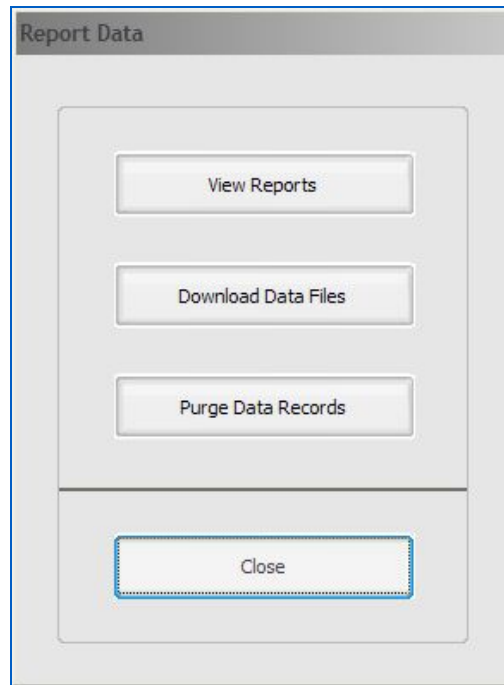 Report Data
View Reports
Download Data Files
Purge Data Records
Close